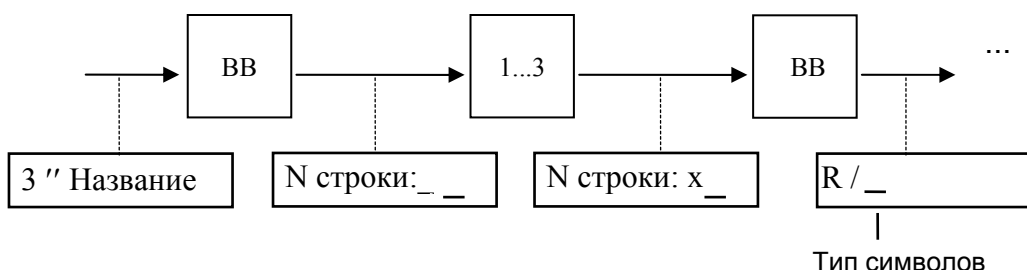 ВВ
1...3
ВВ
...
3 ″ Название
N строки:_ _
N строки: x_
R / _
Тип символов